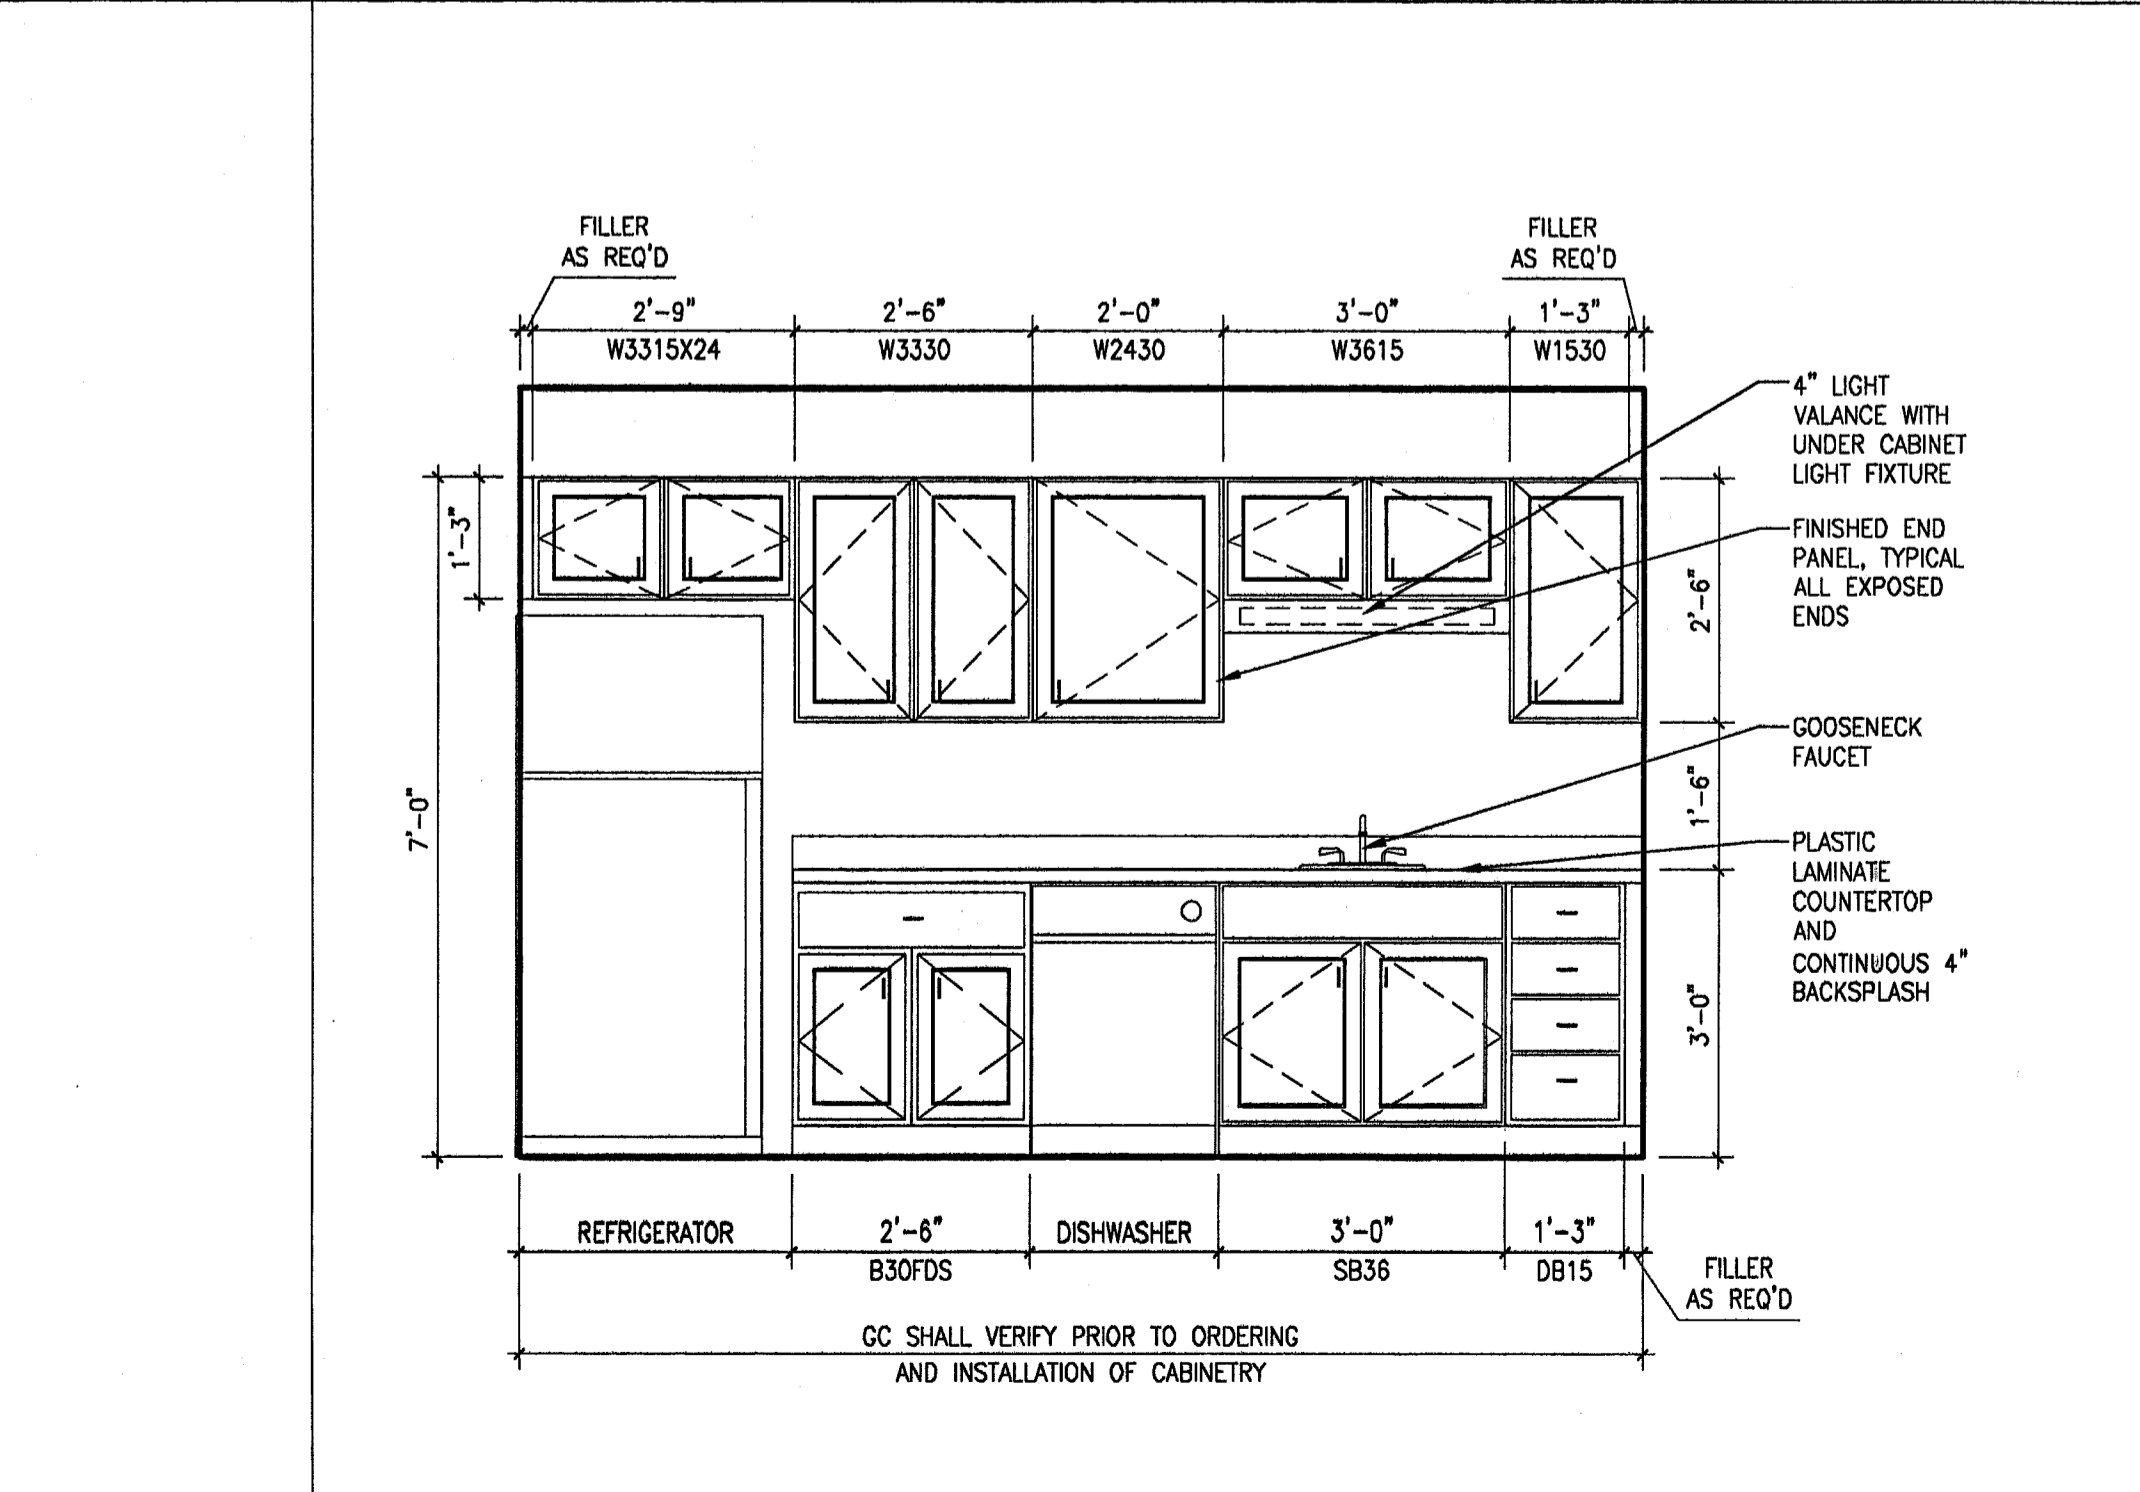 FILLER
AS REQ'D
FILLER
AS REQ'D
2'-9"
2'-6"
2'-0"
3'-0"
1'-3"
W3315X24
W3330
W2430
W3615
W1530
4" LIGHT
VALANCE WITH
UNDER CABINET
LIGHT FIXTURE
FINISHED END
PANEL, TYPICAL
ALL EXPOSED
ENDS
1'-3"
2'-6"
GOOSENECK
FAUCET
7'-0"
1'-6"
PLASTIC
LAMINATE
COUNTERTOP
AND
CONTINUOUS 4"
BACKSPLASH
3'-0"
REFRIGERATOR
2'-6"
DISHWASHER
3'-0"
1'-3"
B30FDS
SB36
DB15
FILLER
AS REQ'D
GC SHALL VERIFY PRIOR TO ORDERING
AND INSTALLATION OF CABINETRY